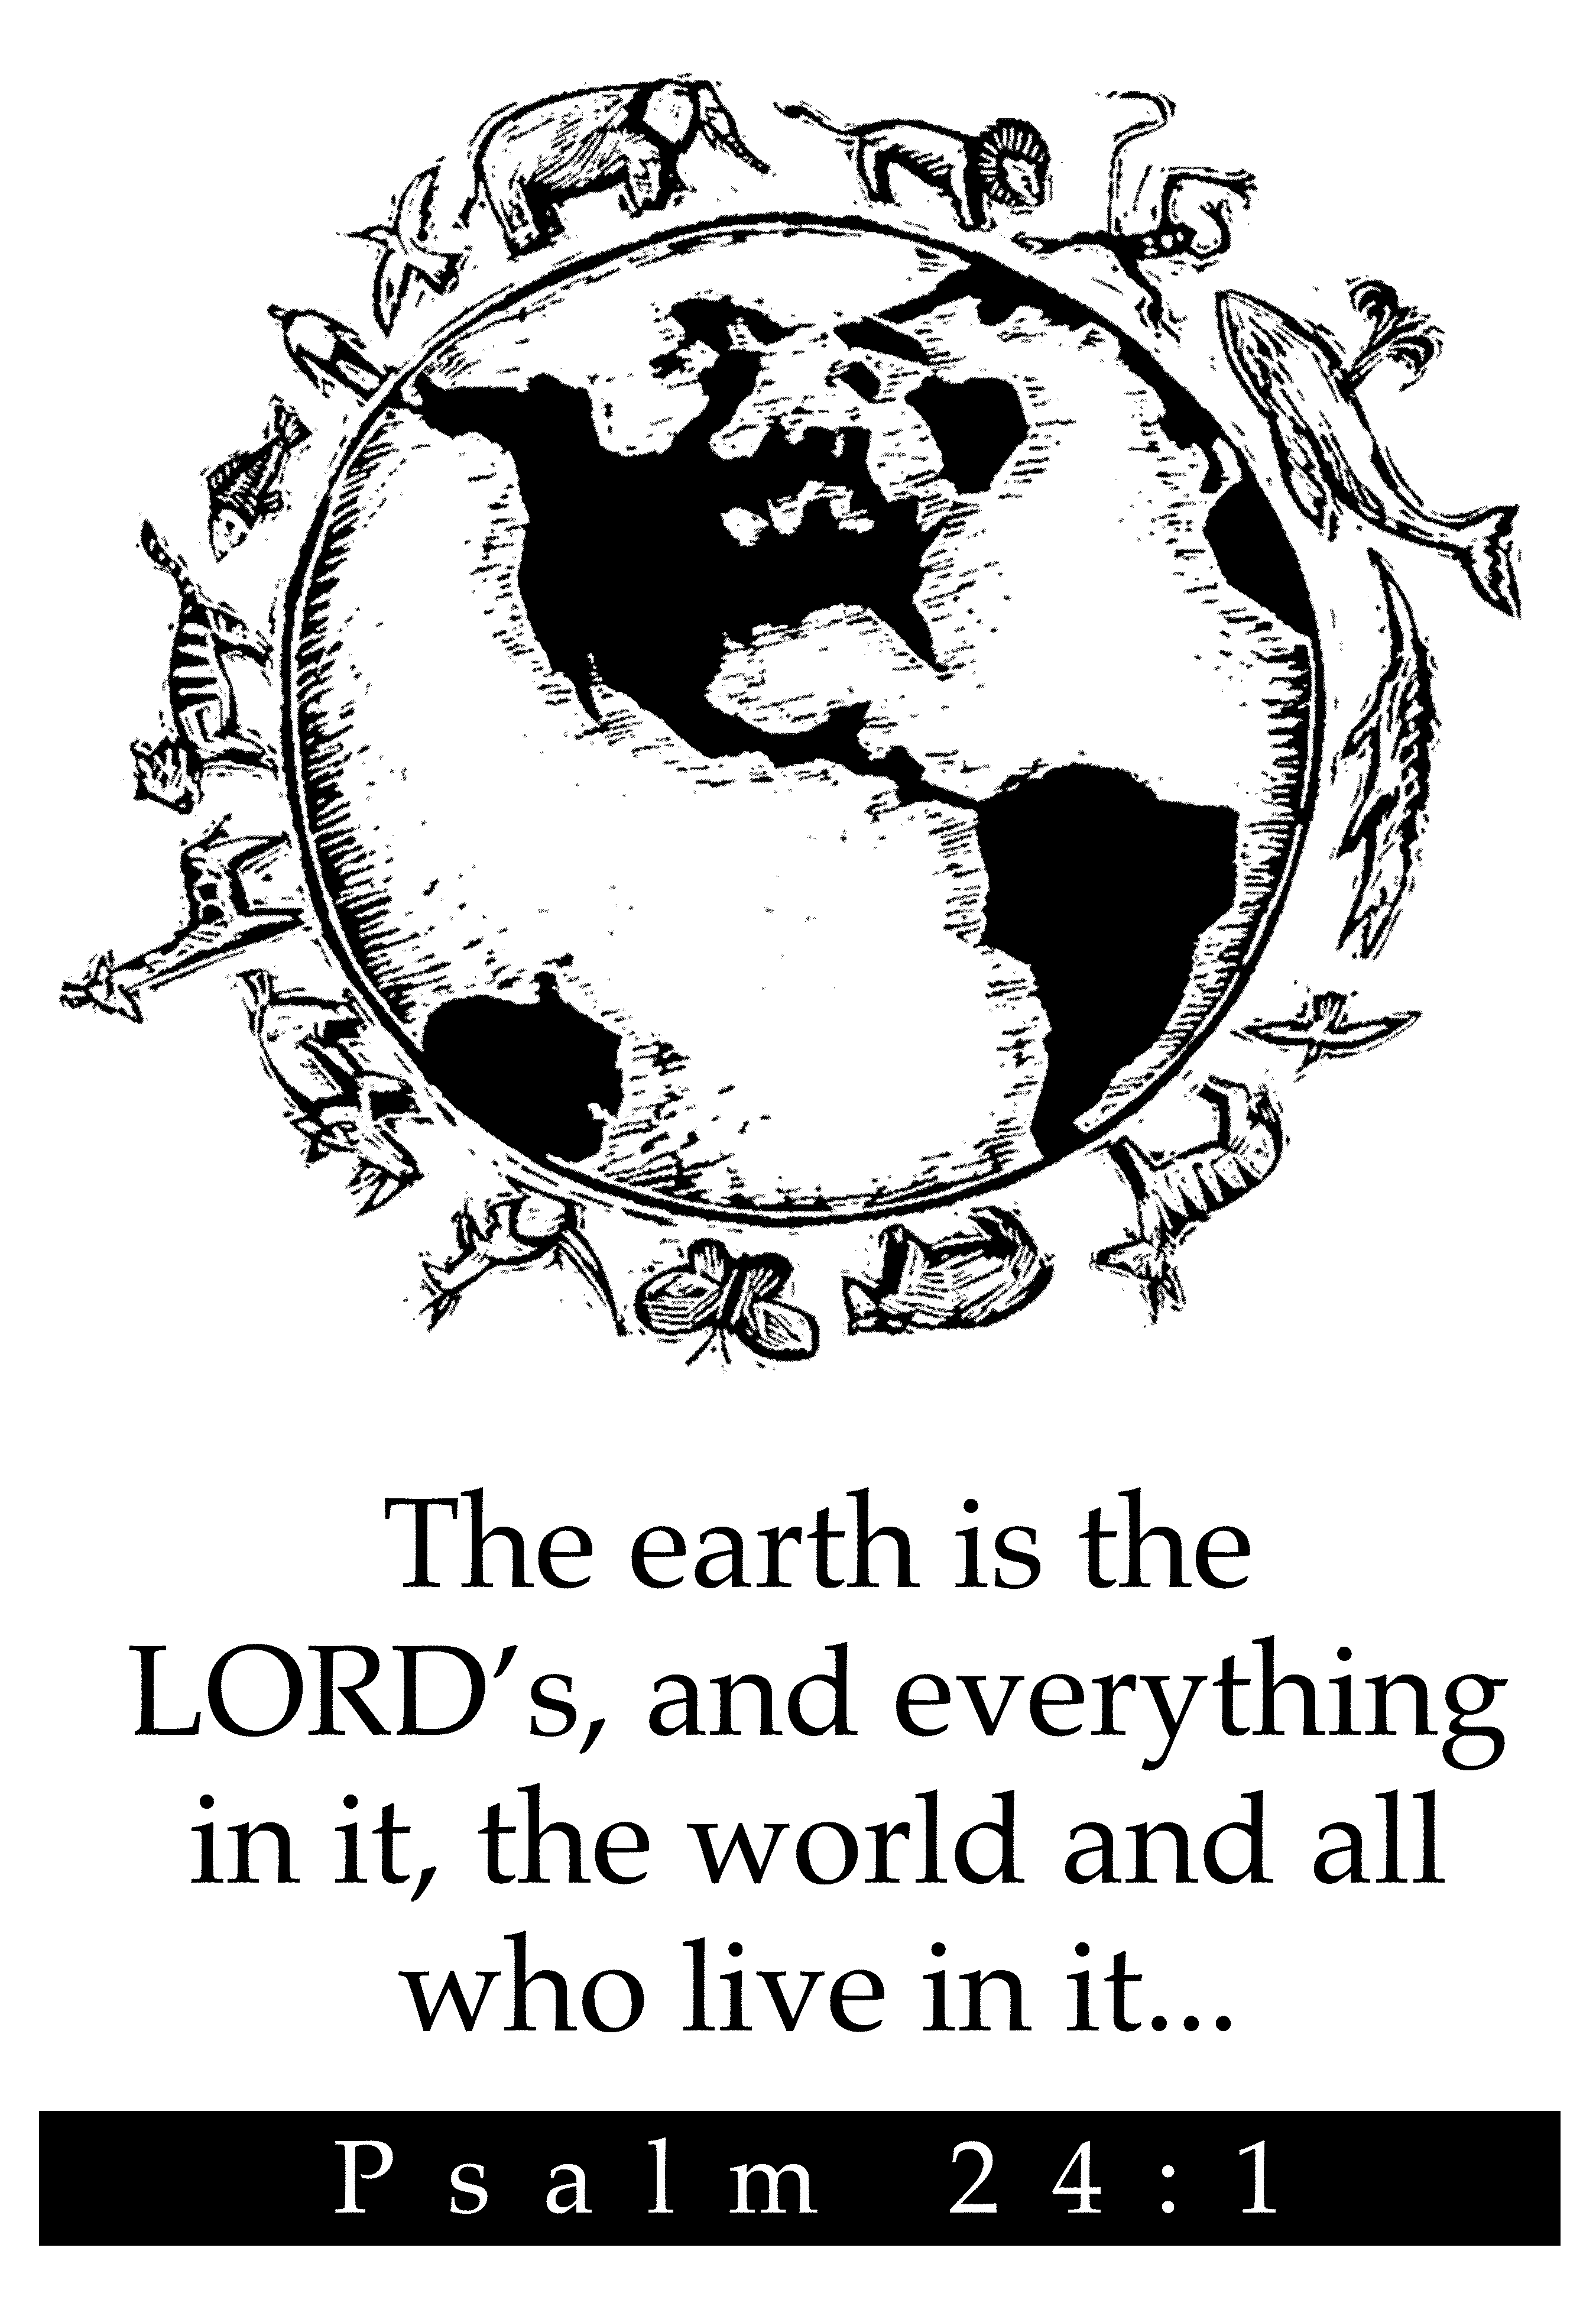 The earth is the
LORD’s, and everything
in it, the world and all
who live in it...
Psalm 24:1